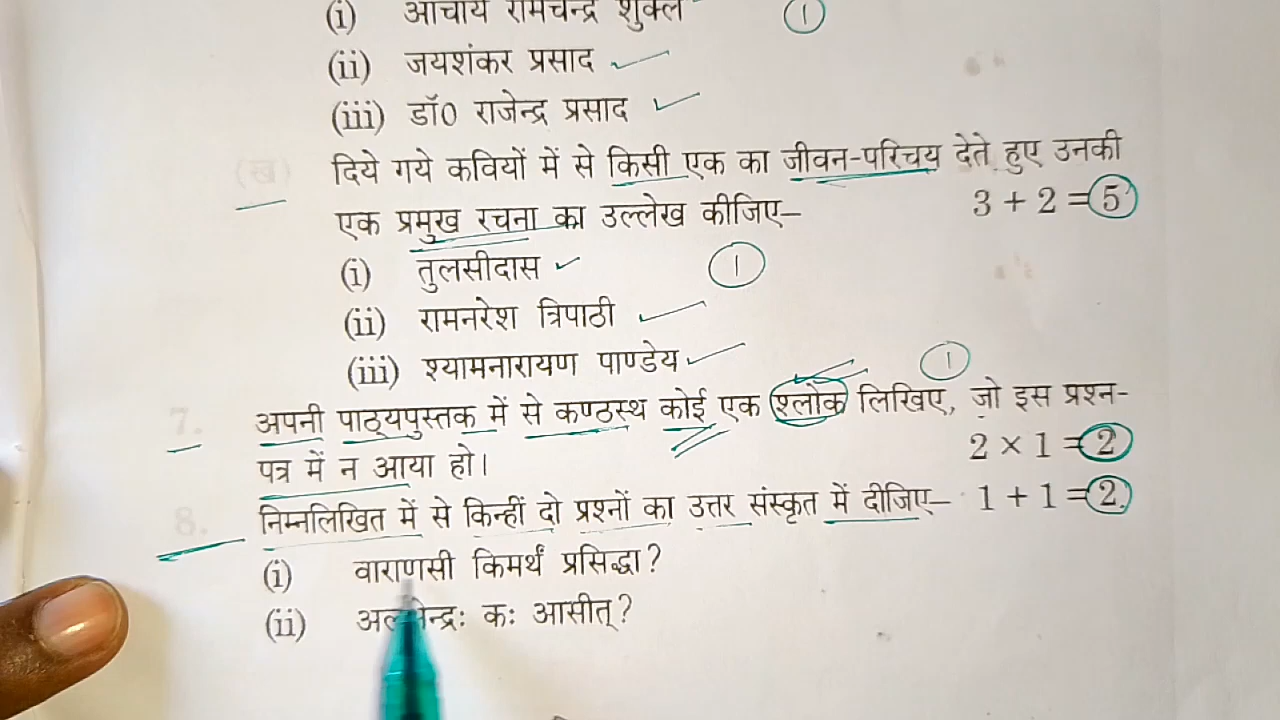 (i) आचार्य रामचन्द्र शुक्ल 1
(ii) जयशंकर प्रसाद
(iii) डॉ0 राजेन्द्र प्रसाद
(ख) दिये गये कवियों में से किसी एक का जीवन-परिचय देते हुए उनकी
एक प्रमुख रचना का उल्लेख कीजिए– 3 + 2 = 5
(i) तुलसीदास 1
(ii) रामनरेश त्रिपाठी
(iii) श्यामनारायण पाण्डेय 1
7. अपनी पाठ्यपुस्तक में से कण्ठस्थ कोई एक श्लोक लिखिए, जो इस प्रश्न-
पत्र में न आया हो। 2 × 1 = 2
8. निम्नलिखित में से किन्हीं दो प्रश्नों का उत्तर संस्कृत में दीजिए– 1 + 1 = 2
(i) वाराणसी किमर्थं प्रसिद्धा?
(ii) कः आसीत्?